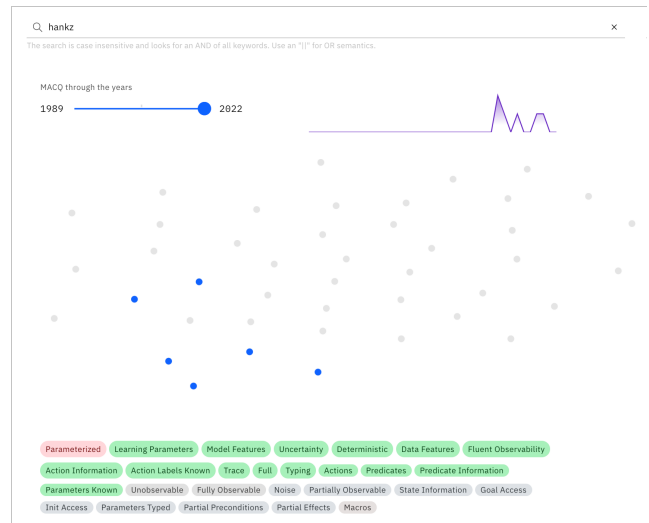 hankz ×
The search is case insensitive and looks for an AND of all keywords. Use an "||" for OR semantics.
MACQ through the years
1989 2022
Parameterized Learning Parameters Model Features Uncertainty Deterministic Data Features Fluent Observability
Action Information Action Labels Known Trace Full Typing Actions Predicates Predicate Information
Parameters Known Unobservable Fully Observable Noise Partially Observable State Information Goal Access
Init Access Parameters Typed Partial Preconditions Partial Effects Macros